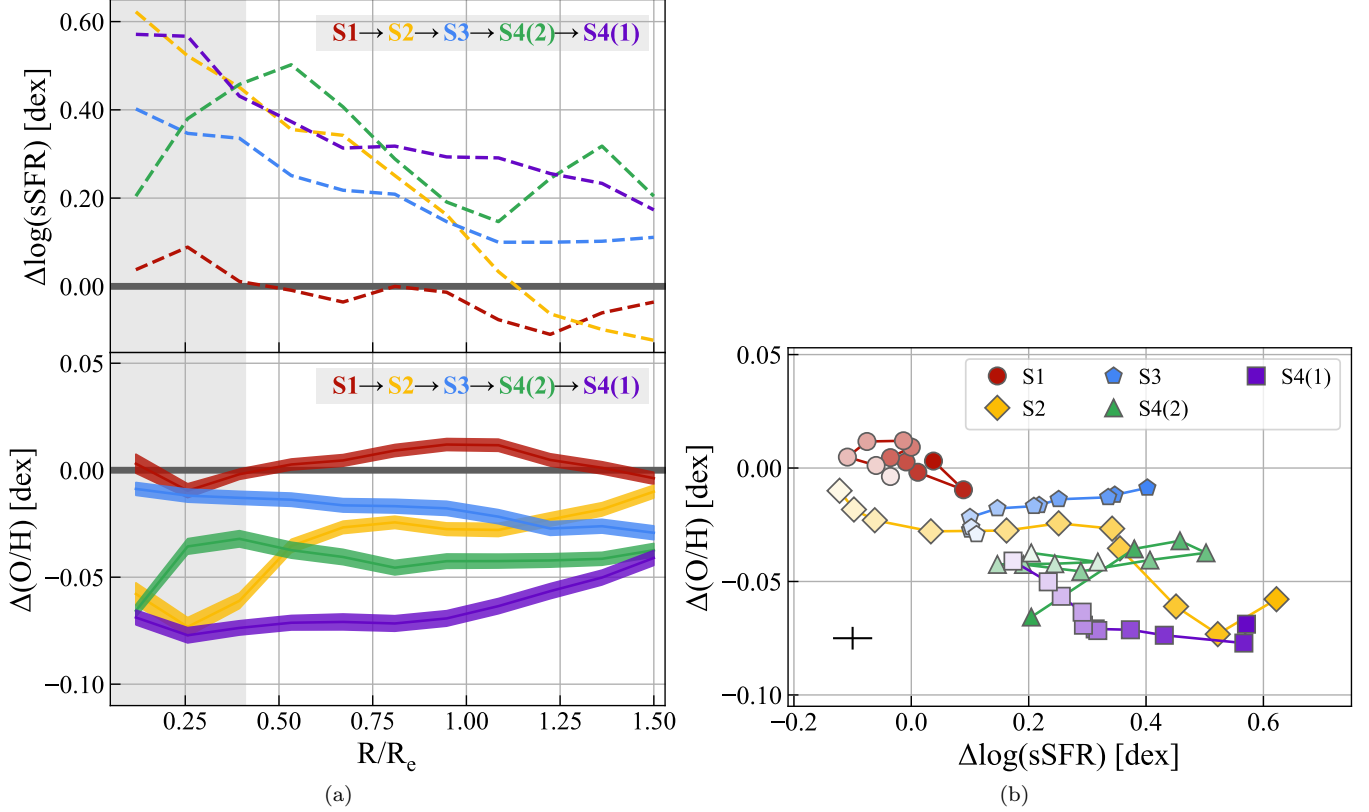 0.60
0.40
0.20
0.00
Δlog(sSFR) [dex]
S1→S2→S3→S4(2)→S4(1)
0.05
0.00
−0.05
−0.10
Δ(O/H) [dex]
S1→S2→S3→S4(2)→S4(1)
0.25 0.50 0.75 1.00 1.25 1.50
R/Re
(a)
0.05
0.00
−0.05
−0.10
Δ(O/H) [dex]
S1 S3 S4(1)
S2 S4(2)
−0.2 0.0 0.2 0.4 0.6
Δlog(sSFR) [dex]
(b)